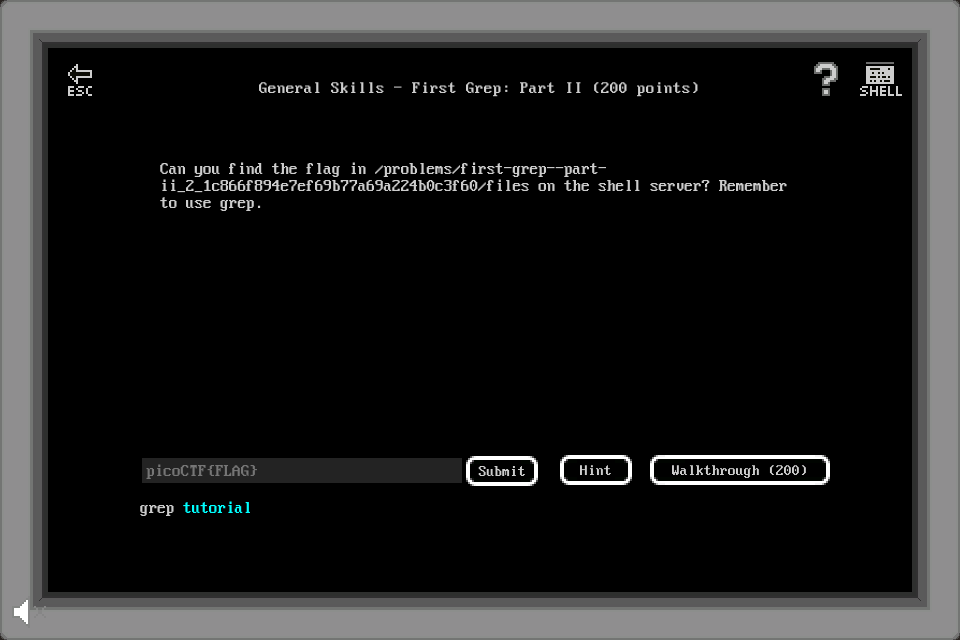 ESC
General Skills - First Grep: Part II (200 points)
?
SHELL
Can you find the flag in /problems/first-grep--part-
ii_2_1c866f894e7ef69b77a69a224b0c3f60/files on the shell server? Remember
to use grep.
picoCTF{FLAG}
Submit
Hint
Walkthrough (200)
grep tutorial